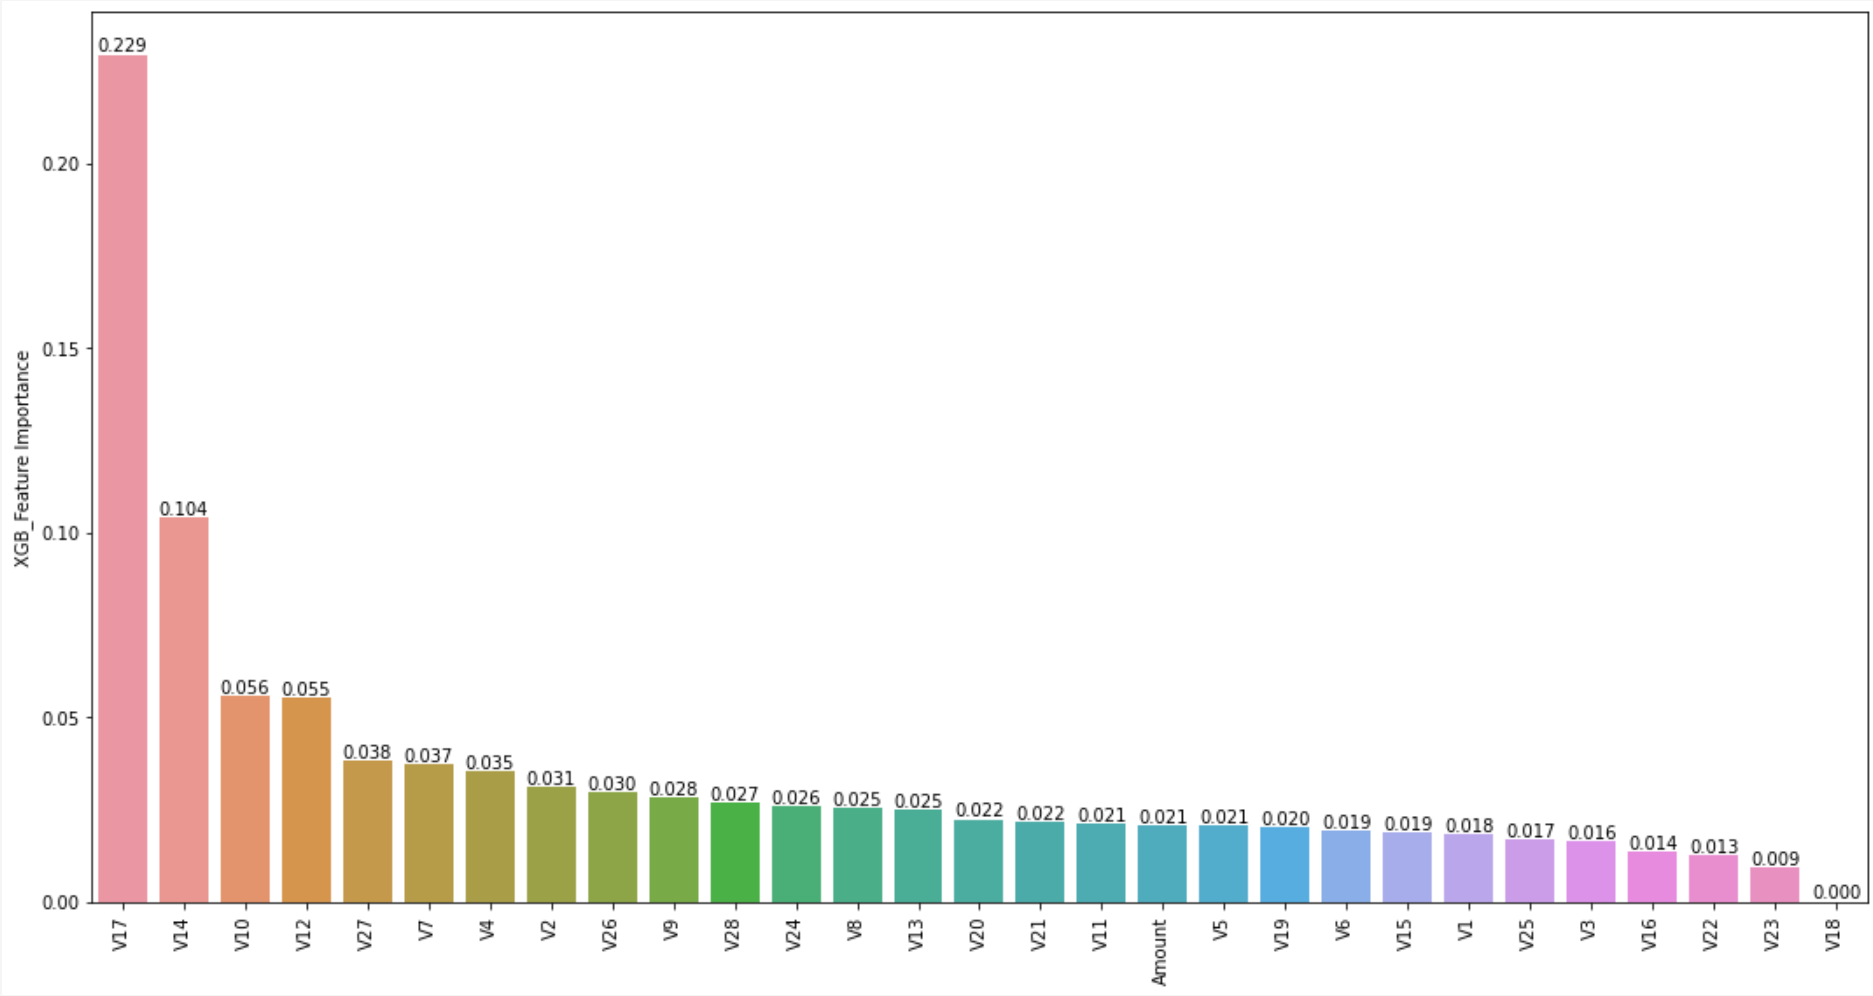 XGB_Feature Importance
0.20
0.15
0.10
0.05
0.00
0.229
0.104
0.056
0.055
0.038
0.037
0.035
0.031
0.030
0.028
0.027
0.026
0.025
0.025
0.022
0.022
0.021
0.021
0.021
0.020
0.019
0.019
0.018
0.017
0.016
0.014
0.013
0.009
0.000
V17
V14
V10
V12
V27
V7
V4
V2
V26
V9
V28
V24
V8
V13
V20
V21
V11
Amount
V5
V19
V6
V15
V1
V25
V3
V16
V22
V23
V18